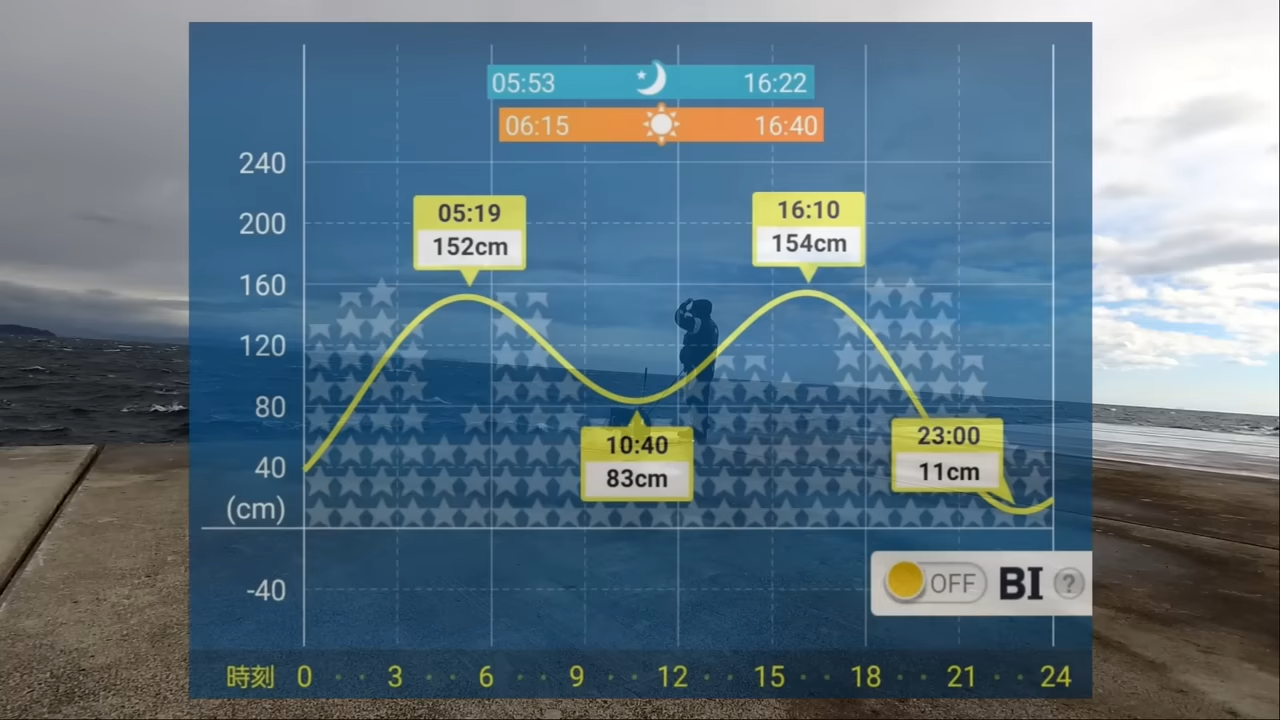 05:53 16:22
06:15 16:40
240
200
160
120
80
40
(cm)
-40
05:19
152cm
16:10
154cm
10:40
83cm
23:00
11cm
OFF BI ?
時刻 0 3 6 9 12 15 18 21 24